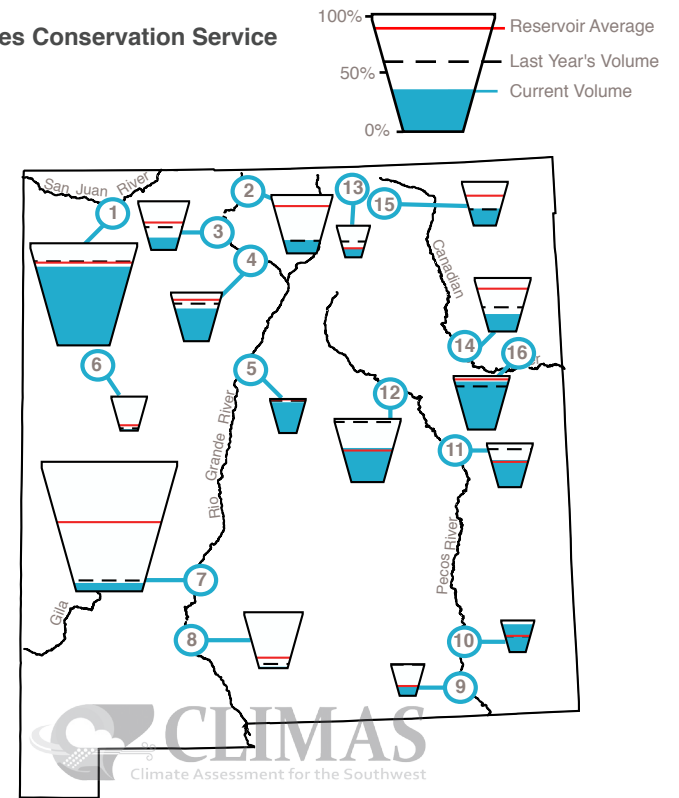 es Conservation Service
100%
50%
0%
Reservoir Average
Last Year's Volume
Current Volume
San Juan River
1
2
3
4
13
15
Canadian
14
16
er
6
5
12
11
Rio Grande River
Pecos River
7
Gila
8
10
9
CLIMAS
Climate Assessment for the Southwest